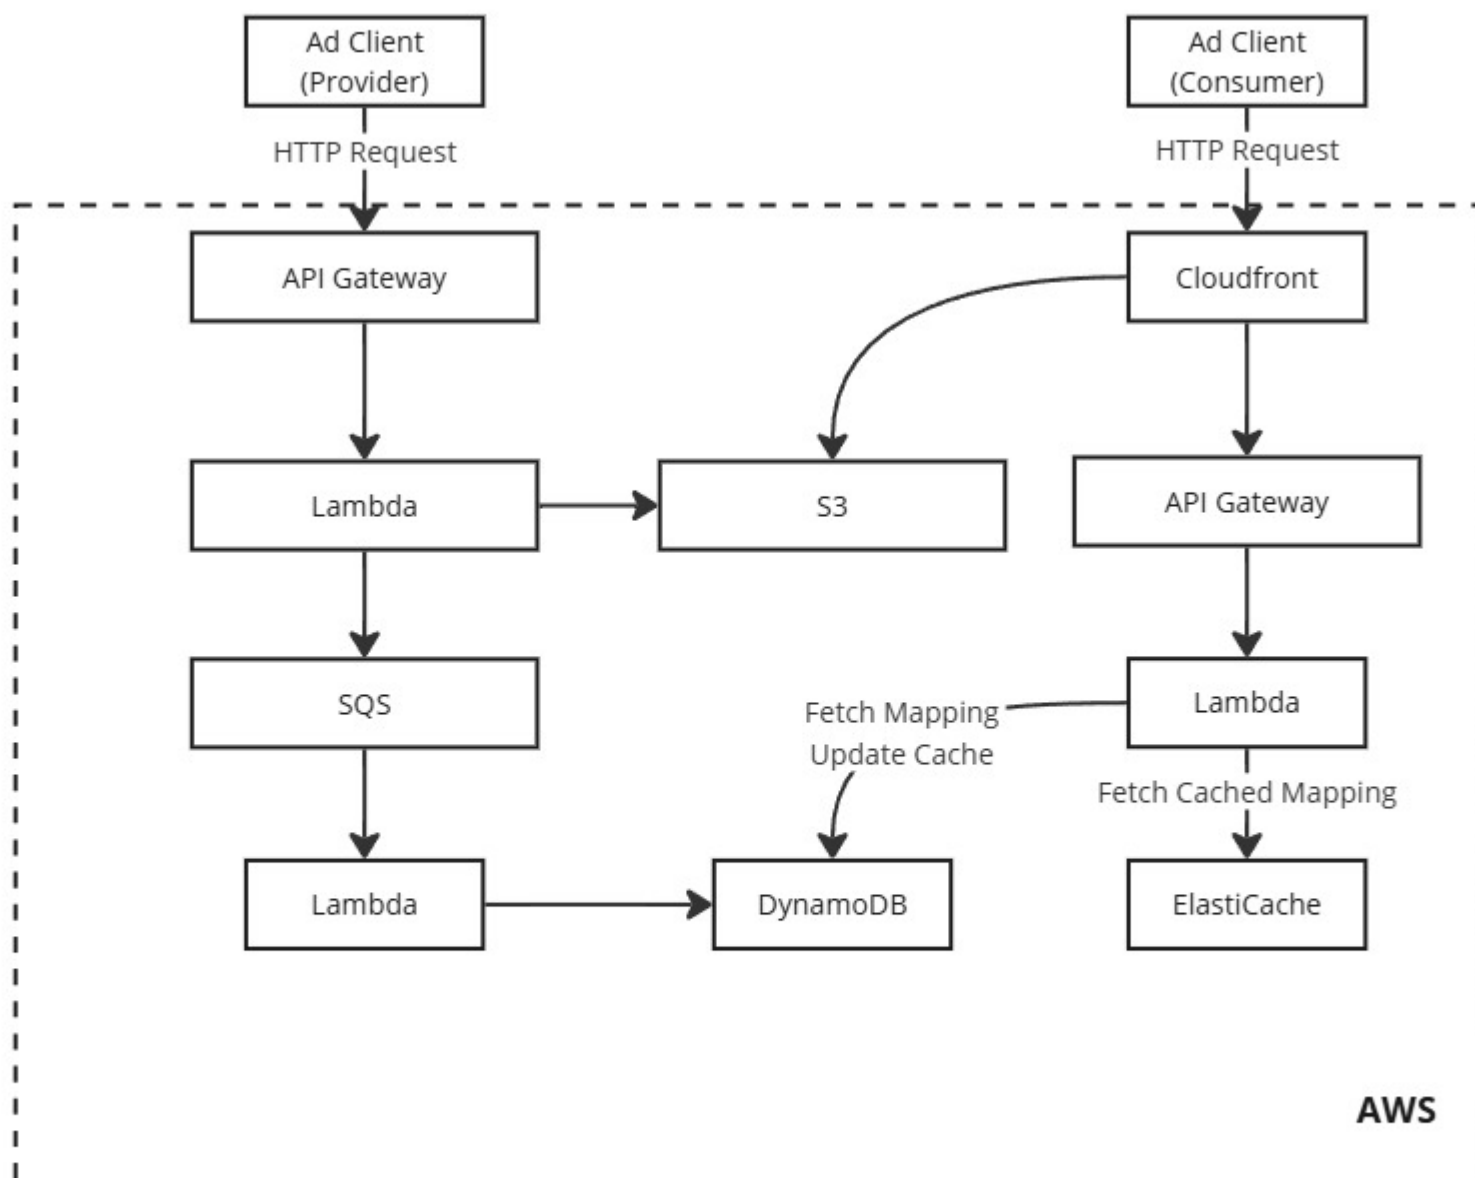 Ad Client
(Provider)
Ad Client
(Consumer)
HTTP Request
HTTP Request
API Gateway
Cloudfront
Lambda
S3
API Gateway
SQS
Fetch Mapping
Update Cache
Lambda
Fetch Cached Mapping
Lambda
DynamoDB
ElastiCache
AWS